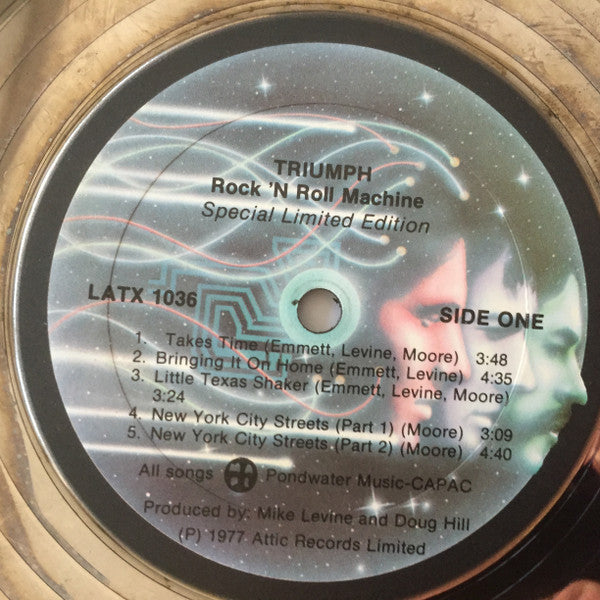 TRIUMPH
Rock 'N Roll Machine
Special Limited Edition
LATX 1036
SIDE ONE
1. Takes Time (Emmett, Levine, Moore) 3:48
2. Bringing It On Home (Emmett, Levine) 4:35
3. Little Texas Shaker (Emmett, Levine, Moore)
3:24
4. New York City Streets (Part 1) (Moore) 3:09
5. New York City Streets (Part 2) (Moore) 4:40
All songs Pondwater Music-CAPAC
Produced by: Mike Levine and Doug Hill
(P) 1977 Attic Records Limited